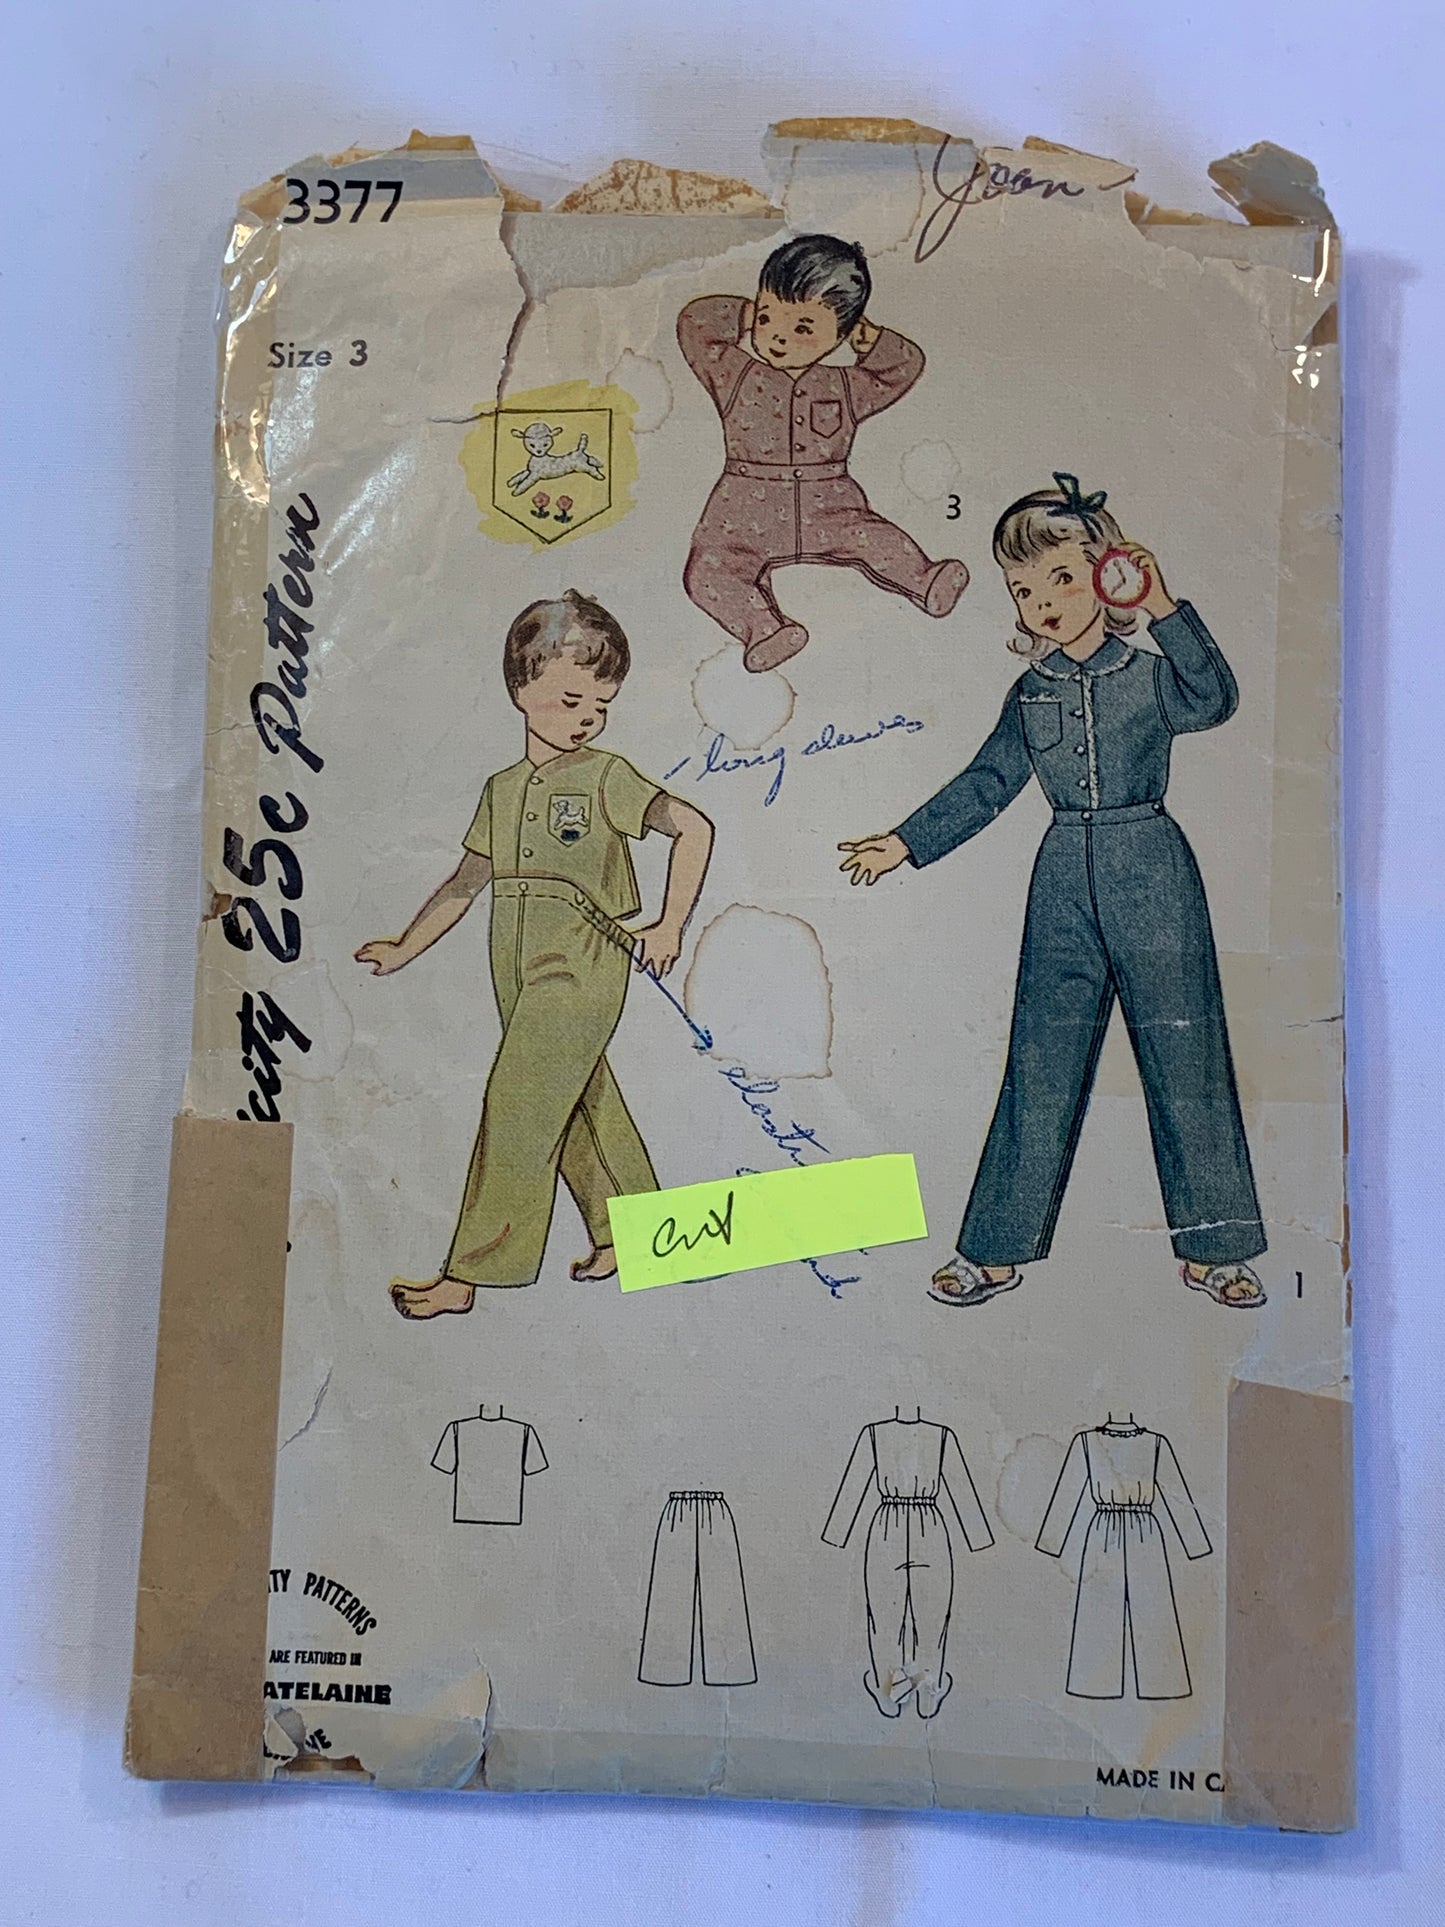 3377
Joan
Size 3
3
city 25c Pattern
long sleeves
cut
1
TY PATTERNS
ARE FEATURED IN
ATELAINE
MADE IN CA